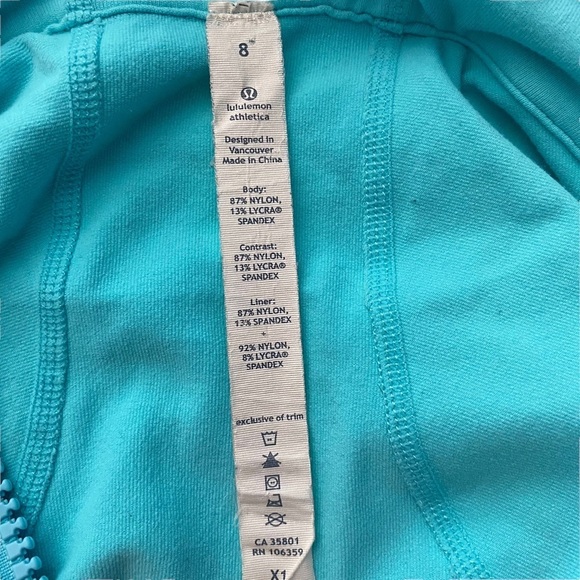 8
lululemon
athletica
Designed in
Vancouver
Made in China
Body:
87% NYLON,
13% LYCRA®
SPANDEX
Contrast:
87% NYLON,
13% LYCRA®
SPANDEX
Liner:
87% NYLON,
13% SPANDEX
+
92% NYLON,
8% LYCRA®
SPANDEX
exclusive of trim
CA 35801
RN 106359
X1